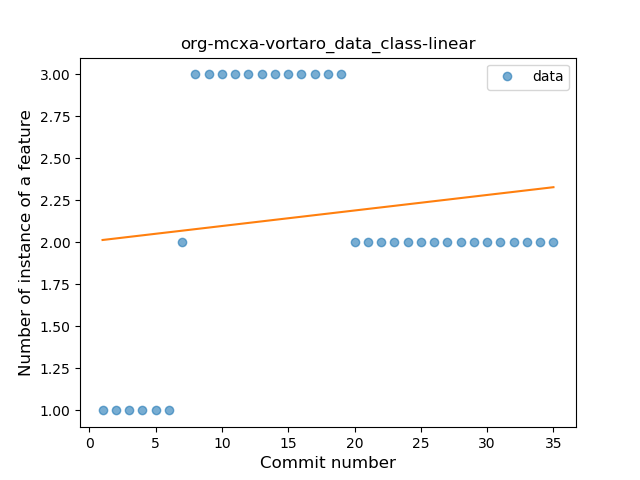 org-mcxa-vortaro_data_class-linear
data
Number of instance of a feature
3.00
2.75
2.50
2.25
2.00
1.75
1.50
1.25
1.00
0 5 10 15 20 25 30 35
Commit number